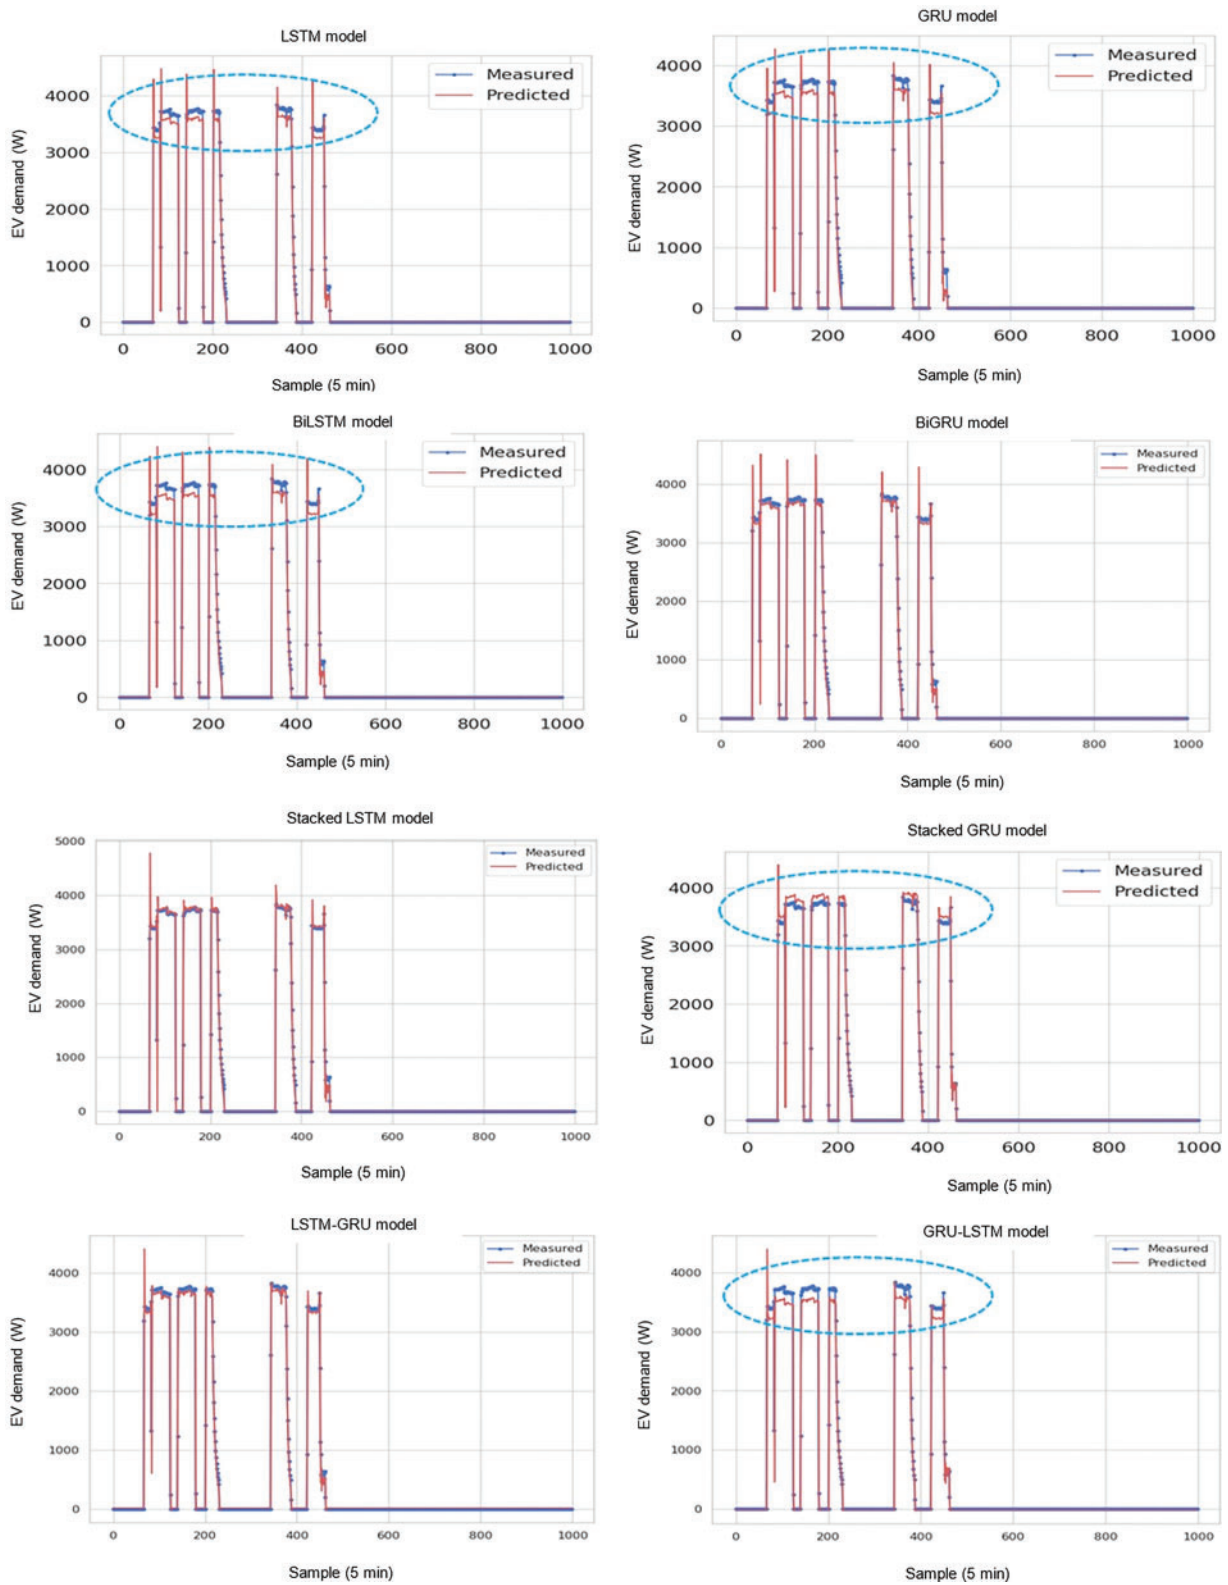 LSTM model
Measured
Predicted
4000
3000
2000
1000
0
EV demand (W)
0 200 400 600 800 1000
Sample (5 min)
GRU model
Measured
Predicted
4000
3000
2000
1000
0
EV demand (W)
0 200 400 600 800 1000
Sample (5 min)
BiLSTM model
Measured
Predicted
4000
3000
2000
1000
0
EV demand (W)
0 200 400 600 800 1000
Sample (5 min)
BiGRU model
Measured
Predicted
4000
3000
2000
1000
0
EV demand (W)
0 200 400 600 800 1000
Sample (5 min)
Stacked LSTM model
Measured
Predicted
5000
4000
3000
2000
1000
0
EV demand (W)
0 200 400 600 800 1000
Sample (5 min)
Stacked GRU model
Measured
Predicted
4000
3000
2000
1000
0
EV demand (W)
0 200 400 600 800 1000
Sample (5 min)
LSTM-GRU model
Measured
Predicted
4000
3000
2000
1000
0
EV demand (W)
0 200 400 600 800 1000
Sample (5 min)
GRU-LSTM model
Measured
Predicted
4000
3000
2000
1000
0
EV demand (W)
0 200 400 600 800 1000
Sample (5 min)